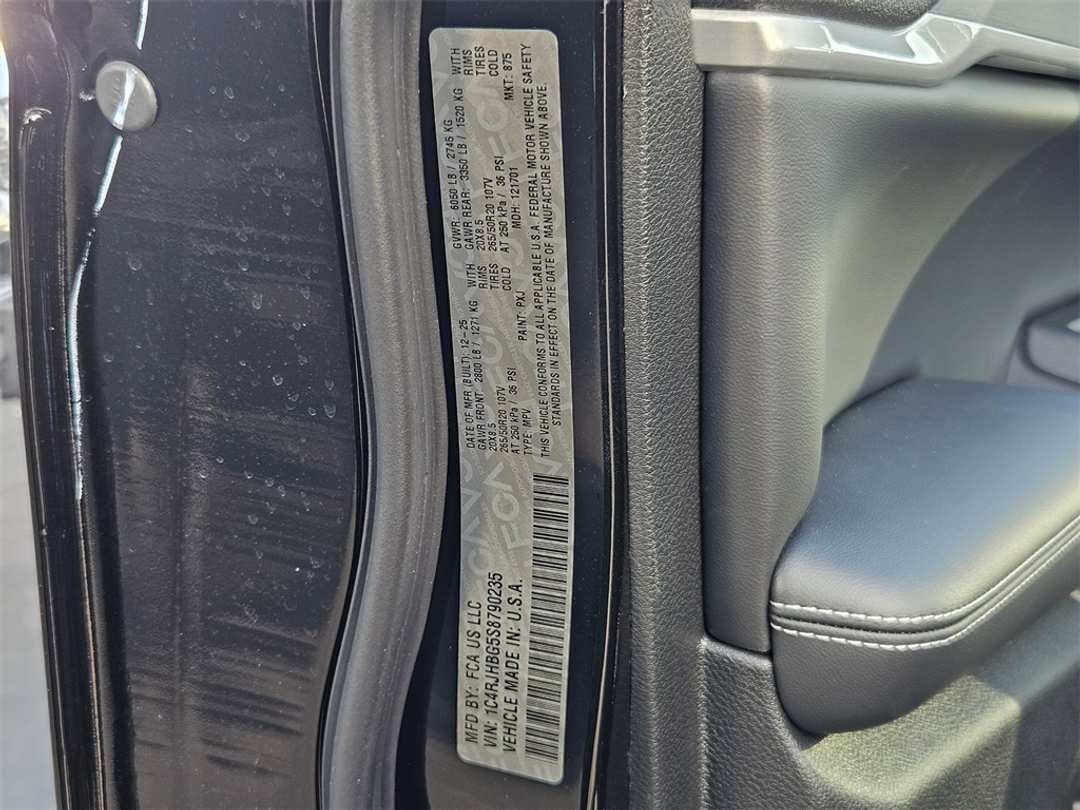 MFD BY: FCA US LLC
DATE OF MFR (BUILT): 12-25
GVWR: 6050 LB / 2745 KG
GAWR FRONT: 2800 LB / 1271 KG WITH
GAWR REAR: 3350 LB / 1520 KG WITH
20X8.5 RIMS
20X8.5 RIMS
265/50R20 107V TIRES
265/50R20 107V TIRES
AT 250 kPa / 36 PSI COLD
AT 250 kPa / 36 PSI COLD
VIN: 1C4RJHBG5S8790235
TYPE: MPV
PAINT: PXJ
MDH: 121701
MKT: 875
VEHICLE MADE IN: U.S.A.
THIS VEHICLE CONFORMS TO ALL APPLICABLE U.S.A. FEDERAL MOTOR VEHICLE SAFETY
STANDARDS IN EFFECT ON THE DATE OF MANUFACTURE SHOWN ABOVE.